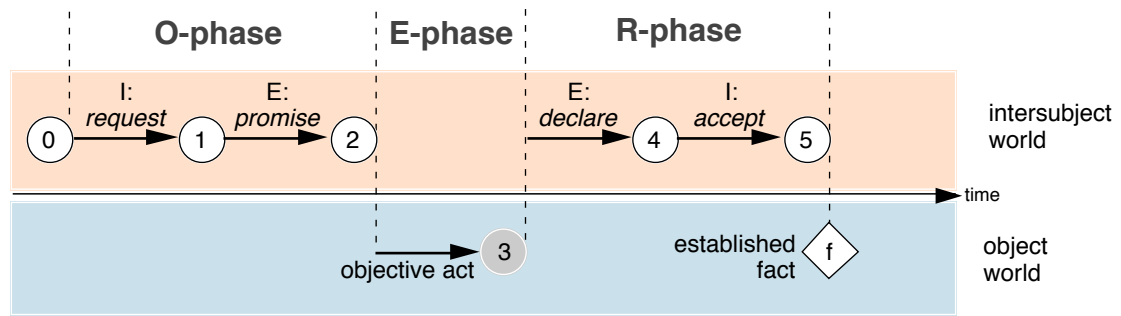 O-phase
E-phase
R-phase
I:
request
E:
promise
E:
declare
I:
accept
0
1
2
4
5
intersubject
world
time
objective act
3
established
fact
f
object
world